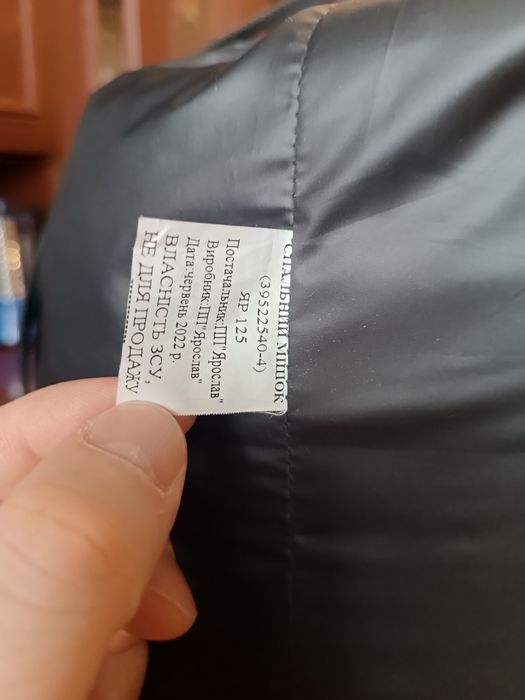 СПАЛЬНИЙ МІШОК
(39522540-4)
ЯР 125
Постачальник:ПП"Ярослав"
Виробник:ПП"Ярослав"
Дата:червень 2022 р.
ВЛАСНІСТЬ ЗСУ,
НЕ ДЛЯ ПРОДАЖУ